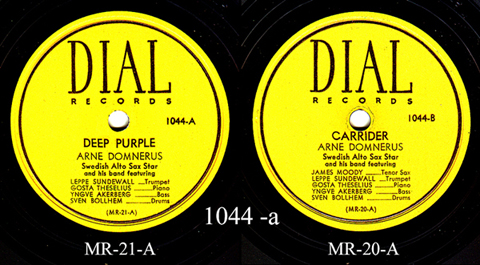 DIAL
RECORDS
1044-A
DEEP PURPLE
ARNE DOMNERUS
Swedish Alto Sax Star
and his band featuring
LEPPE SUNDEWALL ...Trumpet
GOSTA THESELIUS ...Piano
YNGVE AKERBERG ...Bass
SVEN BOLLHEM ...Drums
(MR-21-A)
MR-21-A
DIAL
RECORDS
1044-B
CARRIDER
ARNE DOMNERUS
Swedish Alto Sax Star
and his band featuring
JAMES MOODY ...Tenor Sax
LEPPE SUNDEWALL ...Trumpet
GOSTA THESELIUS ...Piano
YNGVE AKERBERG ...Bass
SVEN BOLLHEM ...Drums
(MR-20-A)
MR-20-A
1044 -a